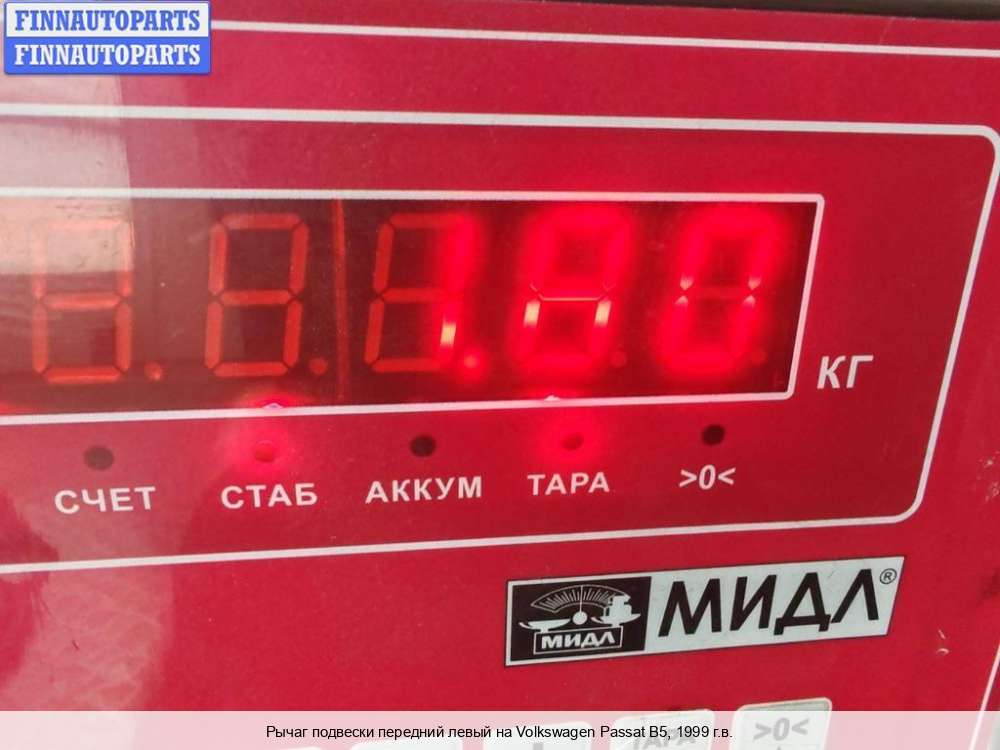 FINNAUTOPARTS
FINNAUTOPARTS
КГ
СЧЕТ СТАБ АККУМ ТАРА >0<
МИДЛ МИДЛ®
ТАРА >0<
Рычаг подвески передний левый на Volkswagen Passat B5, 1999 г.в.